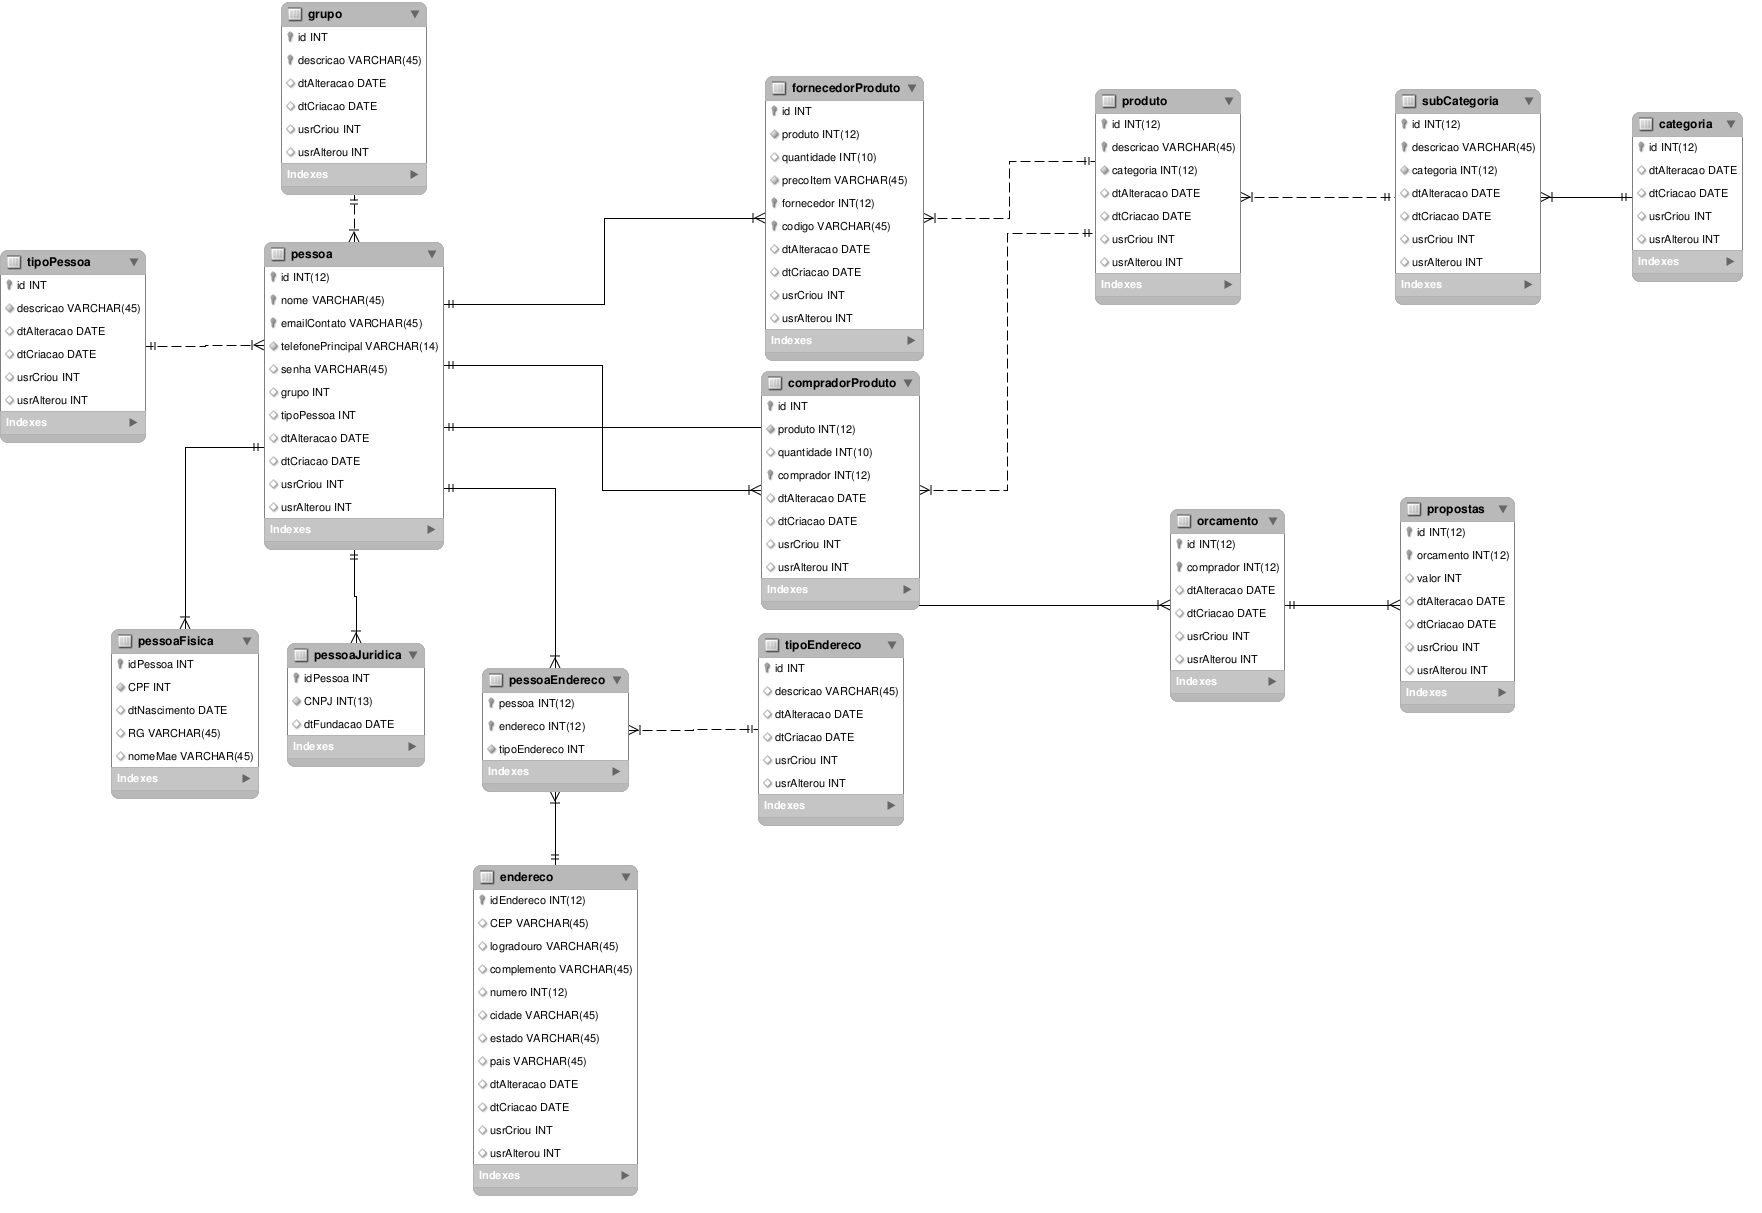 grupo
id INT
descricao VARCHAR(45)
dtAlteracao DATE
dtCriacao DATE
usrCriou INT
usrAlterou INT
Indexes
tipoPessoa
id INT
descricao VARCHAR(45)
dtAlteracao DATE
dtCriacao DATE
usrCriou INT
usrAlterou INT
Indexes
pessoa
id INT(12)
nome VARCHAR(45)
emailContato VARCHAR(45)
telefonePrincipal VARCHAR(14)
senha VARCHAR(45)
grupo INT
tipoPessoa INT
dtAlteracao DATE
dtCriacao DATE
usrCriou INT
usrAlterou INT
Indexes
fornecedorProduto
id INT
produto INT(12)
quantidade INT(10)
precoItem VARCHAR(45)
fornecedor INT(12)
codigo VARCHAR(45)
dtAlteracao DATE
dtCriacao DATE
usrCriou INT
usrAlterou INT
Indexes
produto
id INT(12)
descricao VARCHAR(45)
categoria INT(12)
dtAlteracao DATE
dtCriacao DATE
usrCriou INT
usrAlterou INT
Indexes
subCategoria
id INT(12)
descricao VARCHAR(45)
categoria INT(12)
dtAlteracao DATE
dtCriacao DATE
usrCriou INT
usrAlterou INT
Indexes
categoria
id INT(12)
dtAlteracao DATE
dtCriacao DATE
usrCriou INT
usrAlterou INT
Indexes
compradorProduto
id INT
produto INT(12)
quantidade INT(10)
comprador INT(12)
dtAlteracao DATE
dtCriacao DATE
usrCriou INT
usrAlterou INT
Indexes
orcamento
id INT(12)
comprador INT(12)
dtAlteracao DATE
dtCriacao DATE
usrCriou INT
usrAlterou INT
Indexes
propostas
id INT(12)
orcamento INT(12)
valor INT
dtAlteracao DATE
dtCriacao DATE
usrCriou INT
usrAlterou INT
Indexes
pessoaFisica
idPessoa INT
CPF INT
dtNascimento DATE
RG VARCHAR(45)
nomeMae VARCHAR(45)
Indexes
pessoaJuridica
idPessoa INT
CNPJ INT(13)
dtFundacao DATE
Indexes
pessoaEndereco
pessoa INT(12)
endereco INT(12)
tipoEndereco INT
Indexes
tipoEndereco
id INT
descricao VARCHAR(45)
dtAlteracao DATE
dtCriacao DATE
usrCriou INT
usrAlterou INT
Indexes
endereco
idEndereco INT(12)
CEP VARCHAR(45)
logradouro VARCHAR(45)
complemento VARCHAR(45)
numero INT(12)
cidade VARCHAR(45)
estado VARCHAR(45)
pais VARCHAR(45)
dtAlteracao DATE
dtCriacao DATE
usrCriou INT
usrAlterou INT
Indexes